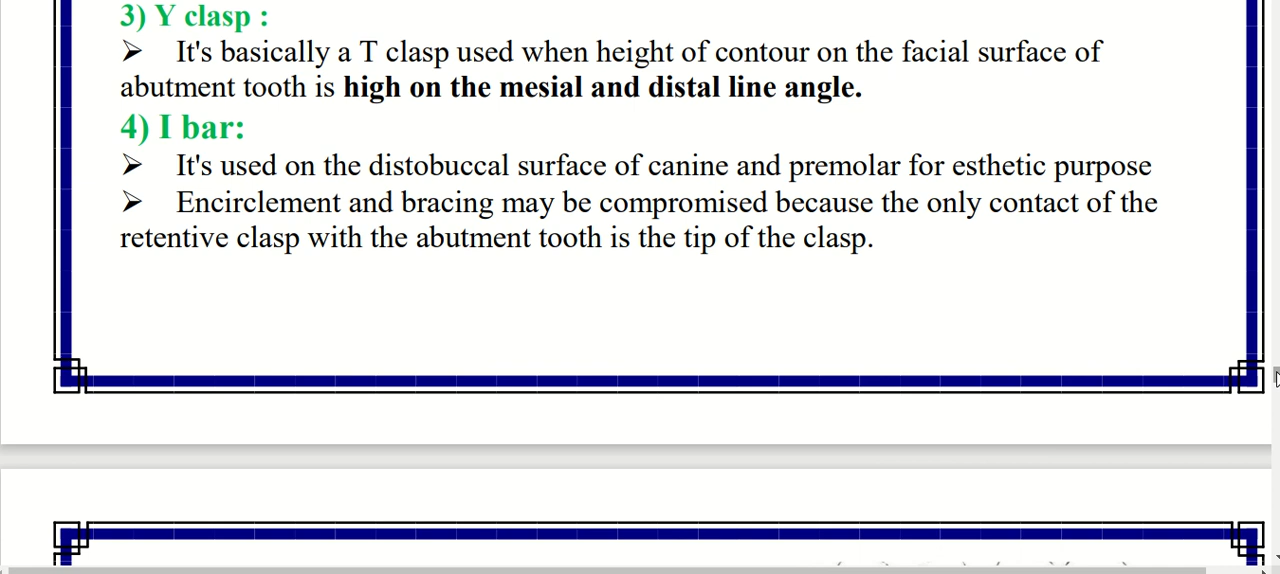 3) Y clasp :
➢ It's basically a T clasp used when height of contour on the facial surface of
abutment tooth is high on the mesial and distal line angle.
4) I bar:
➢ It's used on the distobuccal surface of canine and premolar for esthetic purpose
➢ Encirclement and bracing may be compromised because the only contact of the
retentive clasp with the abutment tooth is the tip of the clasp.